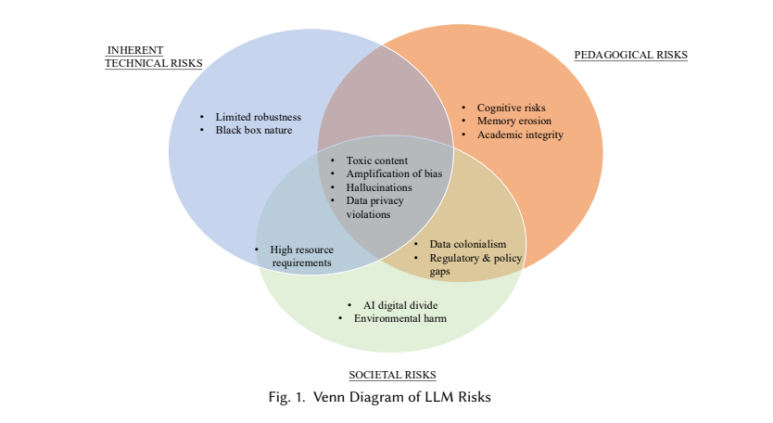 INHERENT
TECHNICAL RISKS
PEDAGOGICAL RISKS
• Limited robustness
• Black box nature
• Cognitive risks
• Memory erosion
• Academic integrity
• Toxic content
• Amplification of bias
• Hallucinations
• Data privacy
violations
• High resource
requirements
• Data colonialism
• Regulatory & policy
gaps
• AI digital divide
• Environmental harm
SOCIETAL RISKS
Fig. 1. Venn Diagram of LLM Risks